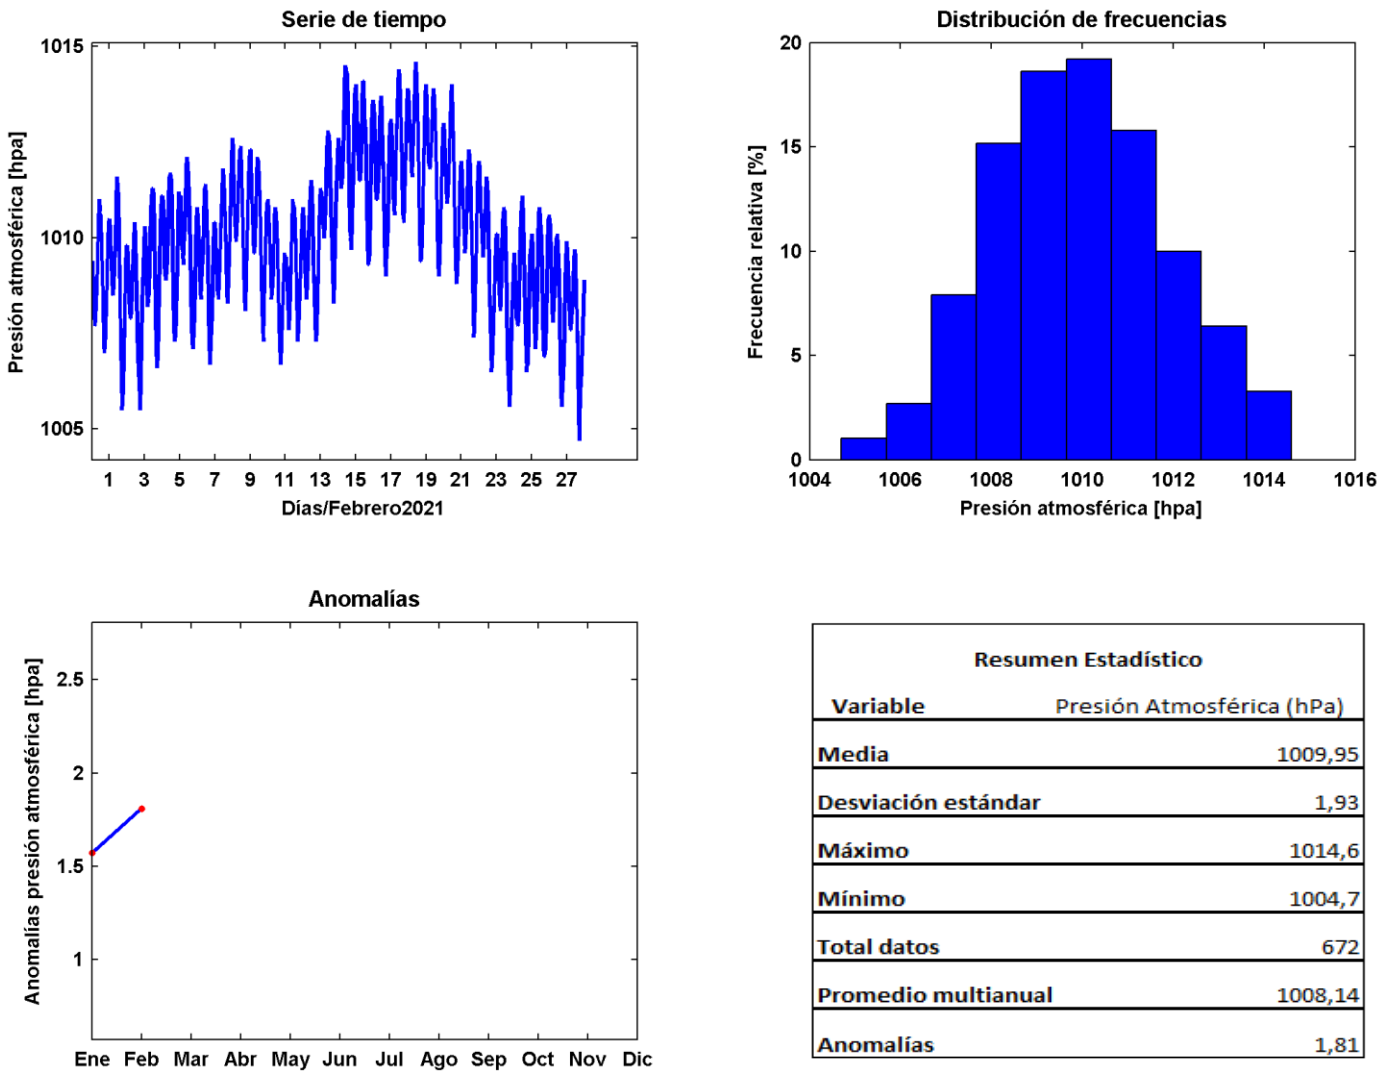 Serie de tiempo
1015
1010
1005
Presión atmosférica [hpa]
1 3 5 7 9 11 13 15 17 19 21 23 25 27
Días/Febrero2021
Distribución de frecuencias
20
15
10
5
0
Frecuencia relativa [%]
1004 1006 1008 1010 1012 1014 1016
Presión atmosférica [hpa]
Anomalías
2.5
2
1.5
1
Anomalías presión atmosférica [hpa]
Ene Feb Mar Abr May Jun Jul Ago Sep Oct Nov Dic
Resumen Estadístico
Variable Presión Atmosférica (hPa)
Media 1009,95
Desviación estándar 1,93
Máximo 1014,6
Mínimo 1004,7
Total datos 672
Promedio multianual 1008,14
Anomalías 1,81